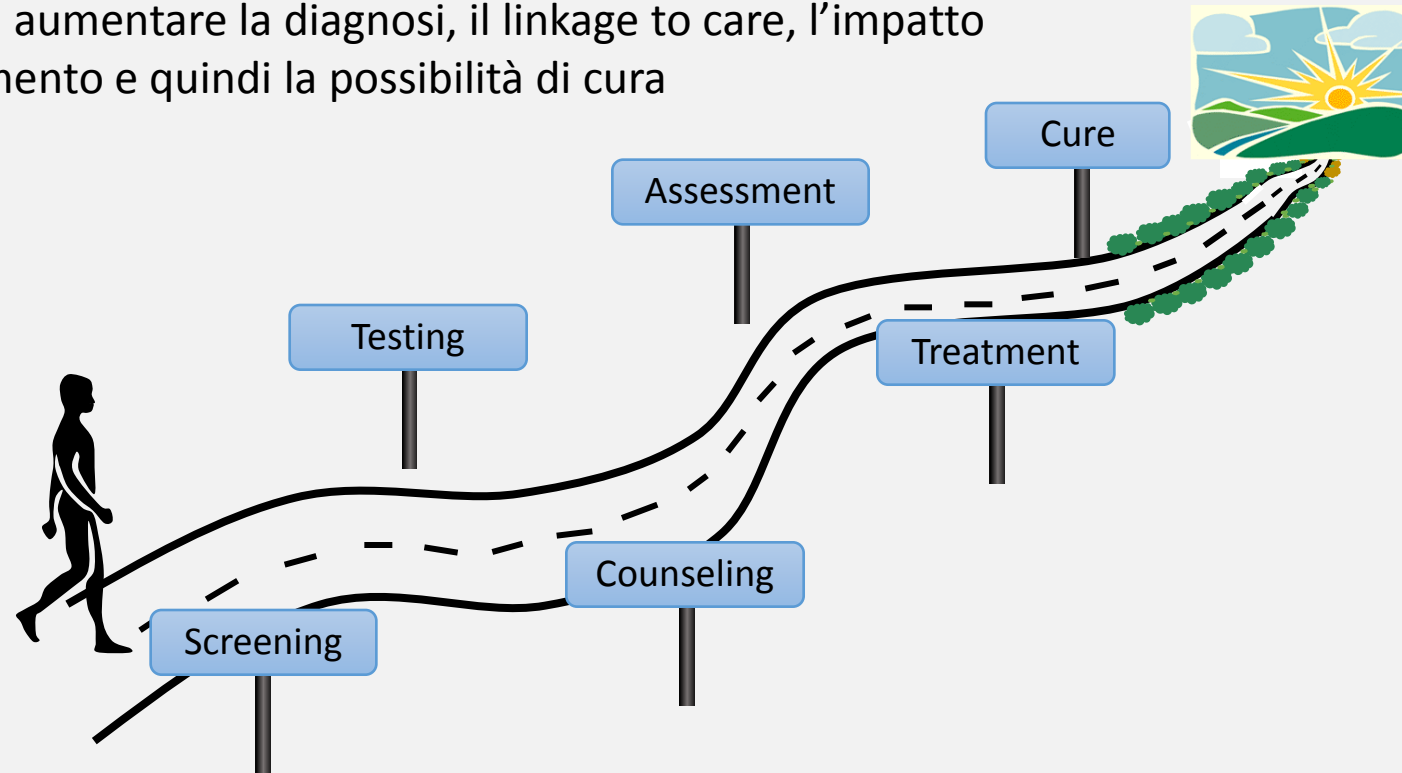 aumentare la diagnosi, il linkage to care, l’impatto
mento e quindi la possibilità di cura
Cure
Assessment
Testing
Treatment
Counseling
Screening